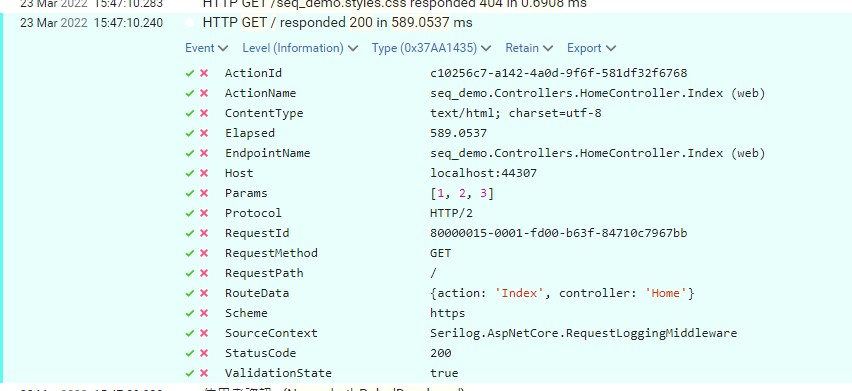 23 Mar 2022 15:47:10.283 HTTP GET /seq_demo.styles.css responded 404 in 0.6908 ms
23 Mar 2022 15:47:10.240 HTTP GET / responded 200 in 589.0537 ms
Event Level (Information) Type (0x37AA1435) Retain Export
ActionId c10256c7-a142-4a0d-9f6f-581df32f6768
ActionName seq_demo.Controllers.HomeController.Index (web)
ContentType text/html; charset=utf-8
Elapsed 589.0537
EndpointName seq_demo.Controllers.HomeController.Index (web)
Host localhost:44307
Params [1, 2, 3]
Protocol HTTP/2
RequestId 80000015-0001-fd00-b63f-84710c7967bb
RequestMethod GET
RequestPath /
RouteData {action: 'Index', controller: 'Home'}
Scheme https
SourceContext Serilog.AspNetCore.RequestLoggingMiddleware
StatusCode 200
ValidationState true